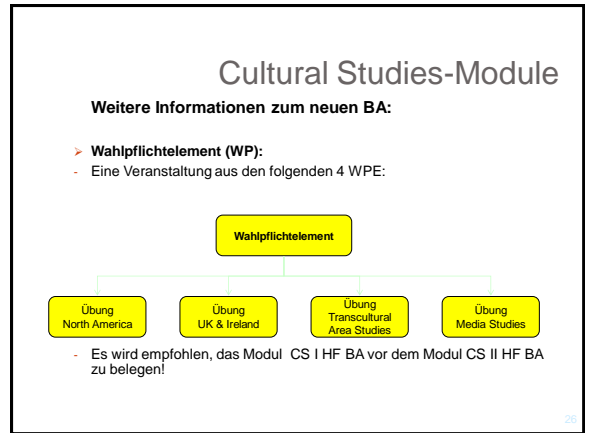 Cultural Studies-Module
Weitere Informationen zum neuen BA:
➢ Wahlpflichtelement (WP):
- Eine Veranstaltung aus den folgenden 4 WPE:
Wahlpflichtelement
Übung
North America
Übung
UK & Ireland
Übung
Transcultural
Area Studies
Übung
Media Studies
- Es wird empfohlen, das Modul CS I HF BA vor dem Modul CS II HF BA
zu belegen!
26